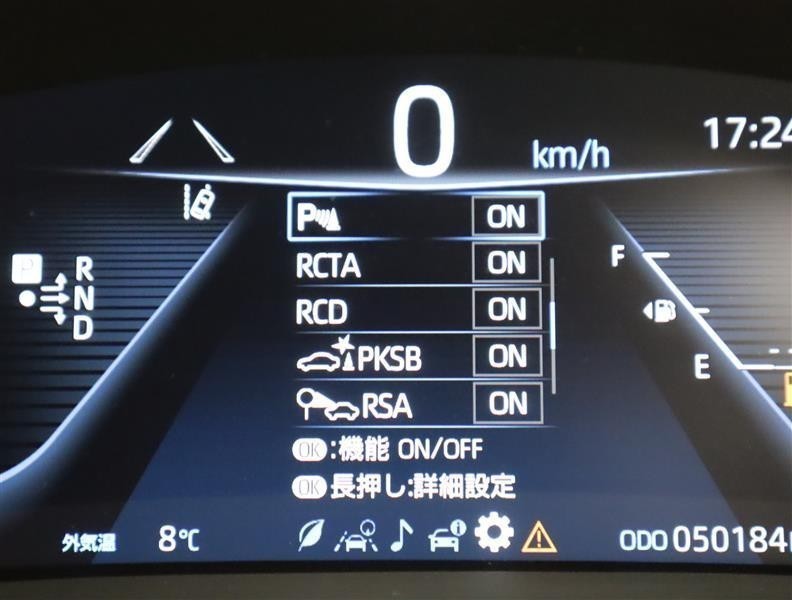 0 km/h
17:24
P ON
RCTA ON
RCD ON
PKSB ON
RSA ON
OK:機能 ON/OFF
OK長押し:詳細設定
P
R
N
D
F
E
外気温 8℃
ODO 050184